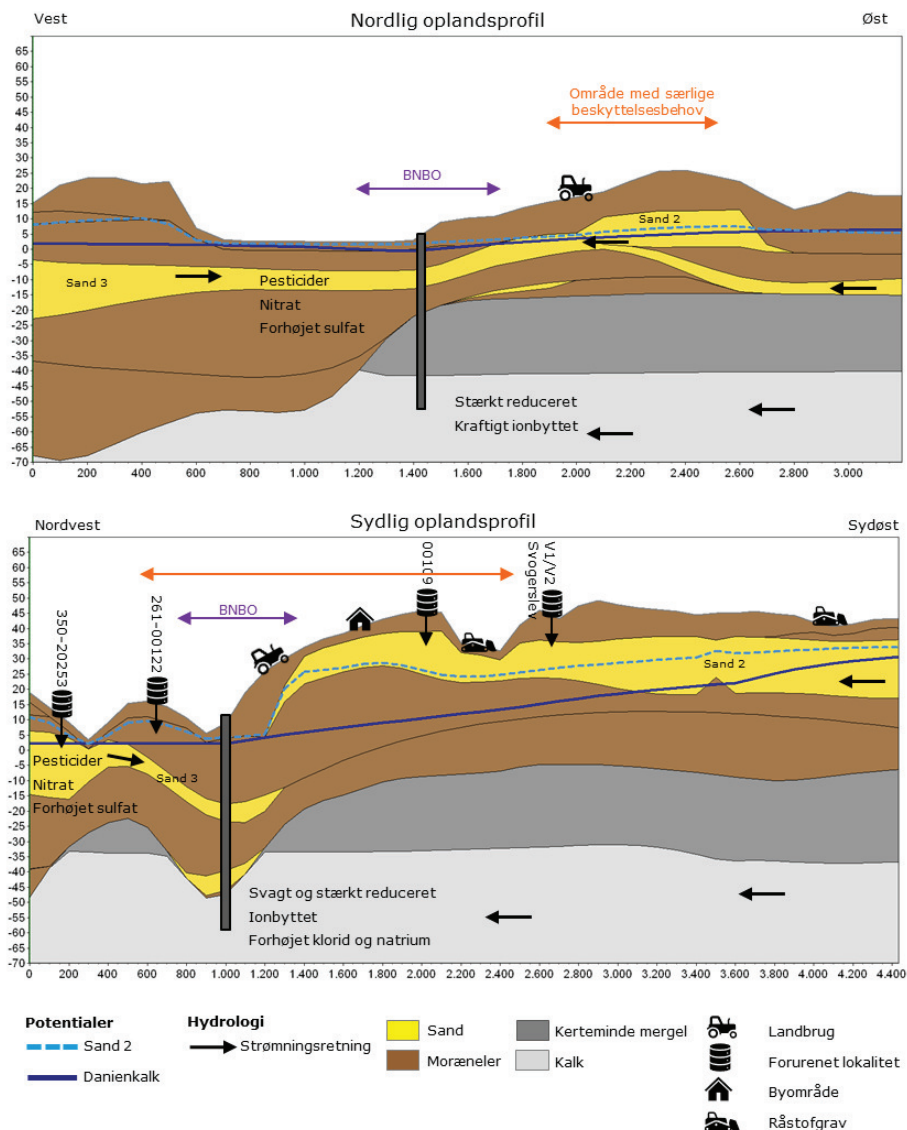 Nordlig oplandsprofil
Vest
Øst
Område med særlige
beskyttelsesbehov
BNBO
Sand 2
Sand 3
Pesticider
Nitrat
Forhøjet sulfat
Stærkt reduceret
Kraftigt ionbyttet
65
60
55
50
45
40
35
30
25
20
15
10
5
0
-5
-10
-15
-20
-25
-30
-35
-40
-45
-50
-55
-60
-65
-70
0 200 400 600 800 1.000 1.200 1.400 1.600 1.800 2.000 2.200 2.400 2.600 2.800 3.000
Sydlig oplandsprofil
Nordvest
Sydøst
350-20253
261-00122
BNBO
00109
V1/V2
Svogerslev
Sand 2
Sand 3
Pesticider
Nitrat
Forhøjet sulfat
Svagt og stærkt reduceret
Ionbyttet
Forhøjet klorid og natrium
65
60
55
50
45
40
35
30
25
20
15
10
5
0
-5
-10
-15
-20
-25
-30
-35
-40
-45
-50
-55
-60
-65
-70
0 200 400 600 800 1.000 1.200 1.400 1.600 1.800 2.000 2.200 2.400 2.600 2.800 3.000 3.200 3.400 3.600 3.800 4.000 4.200 4.400
Potentialer
Sand 2
Danienkalk
Hydrologi
Strømningsretning
Sand
Moræneler
Kerteminde mergel
Kalk
Landbrug
Forurenet lokalitet
Byområde
Råstofgrav